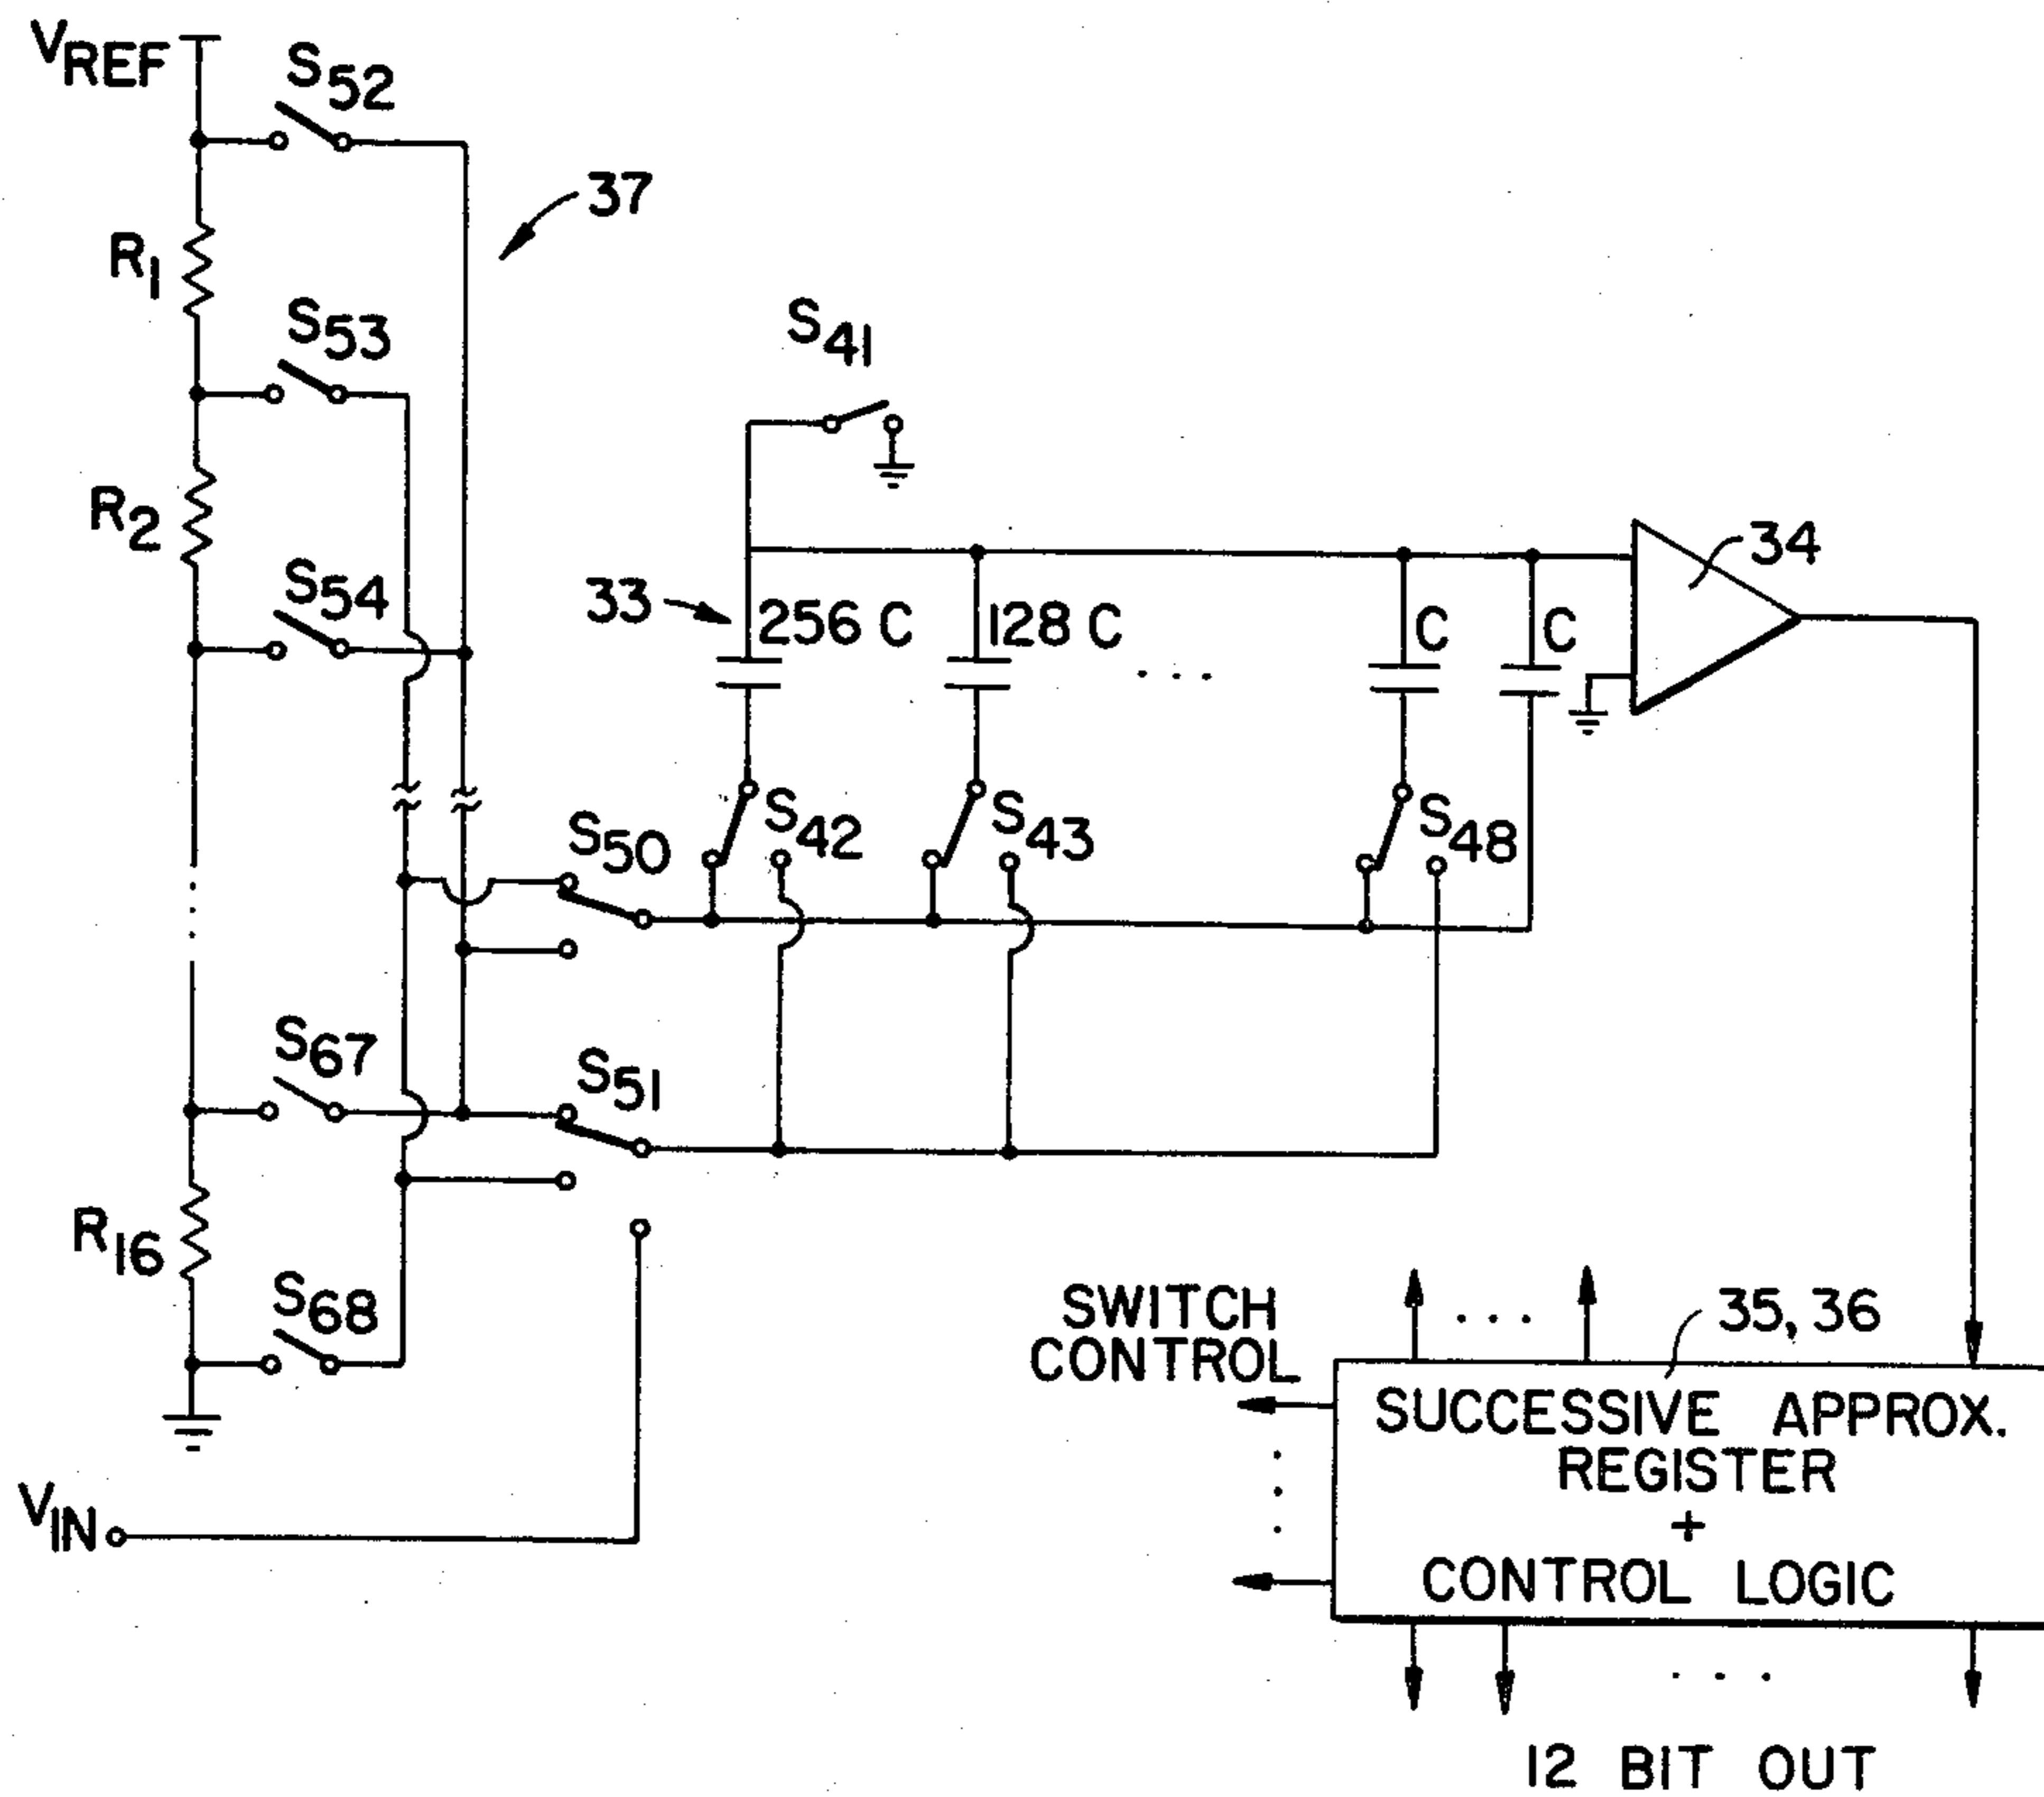 VREF
S52
37
R1
S53
S41
R2
S54
33
256 C
128 C
C
C
34
S50
S42
S43
S48
S67
S51
R16
S68
SWITCH
CONTROL
35, 36
SUCCESSIVE APPROX.
REGISTER
+
CONTROL LOGIC
VIN
12 BIT OUT